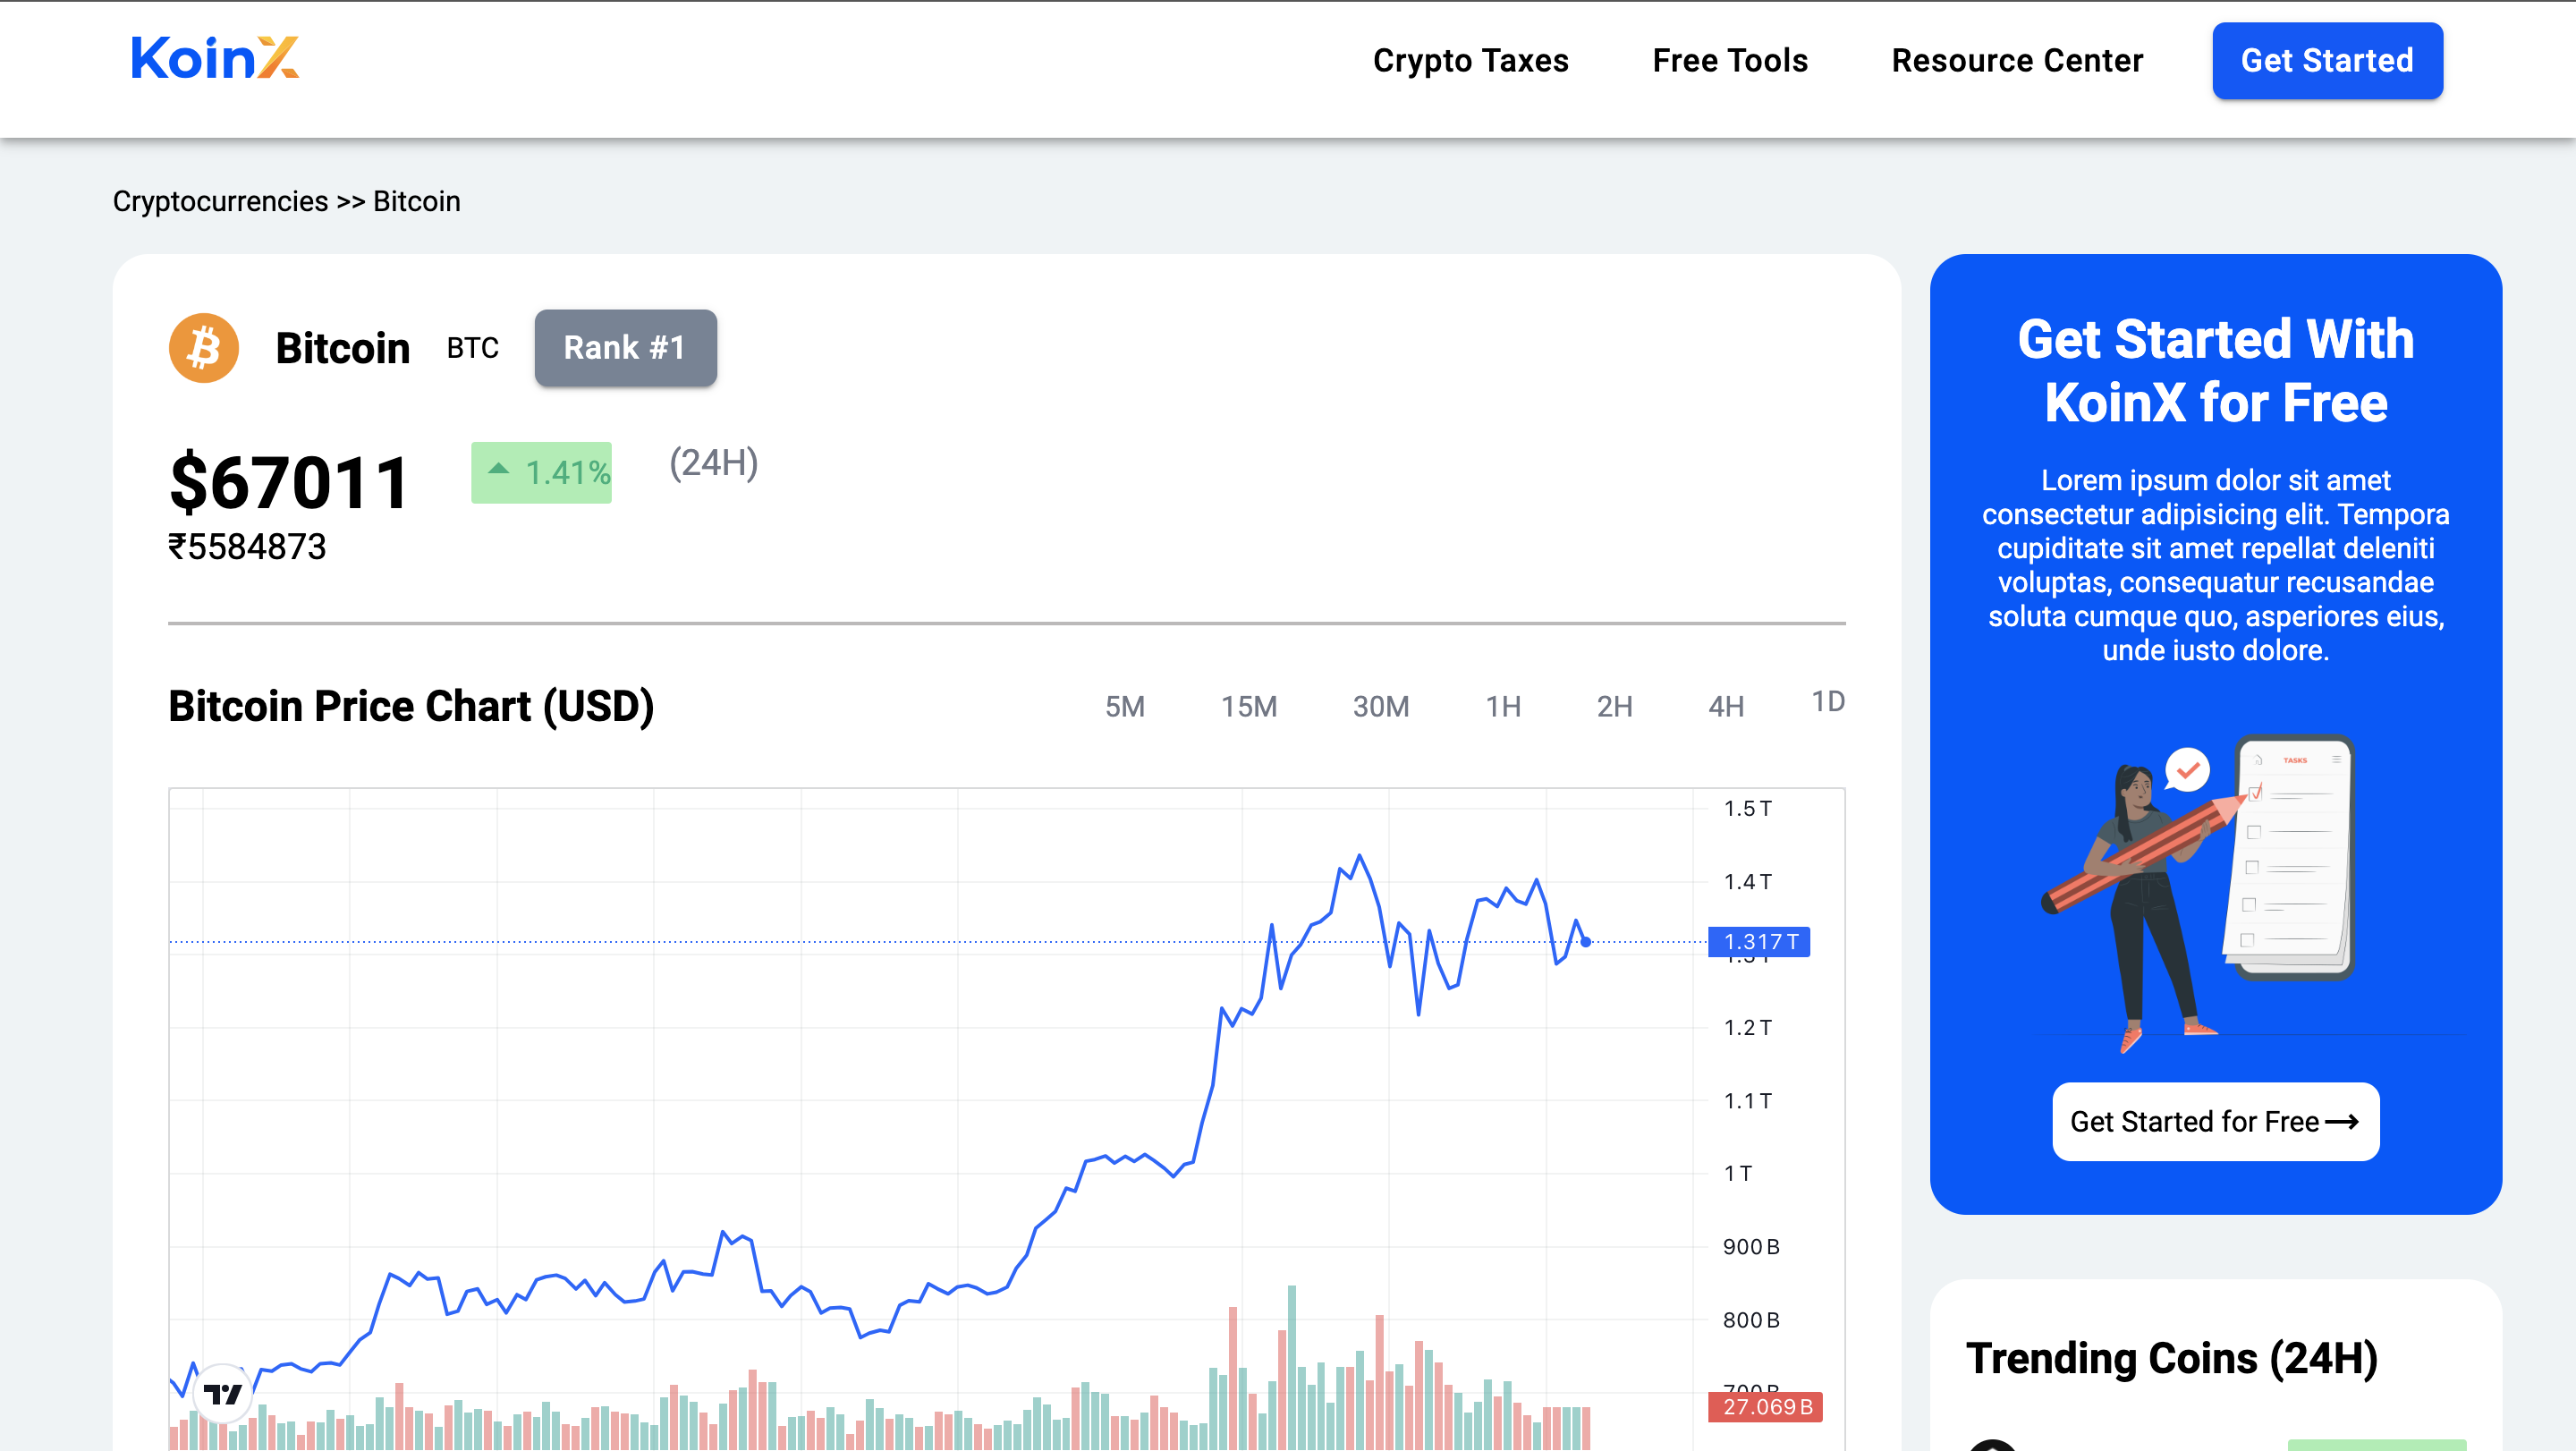 KoinX
Crypto Taxes
Free Tools
Resource Center
Get Started
Cryptocurrencies >> Bitcoin
Bitcoin
BTC
Rank #1
$67011
1.41%
(24H)
₹5584873
Bitcoin Price Chart (USD)
5M
15M
30M
1H
2H
4H
1D
1.5 T
1.4 T
1.317 T
1.2 T
1.1 T
1 T
900 B
800 B
700 B
27.069 B
Get Started With
KoinX for Free
Lorem ipsum dolor sit amet
consectetur adipisicing elit. Tempora
cupiditate sit amet repellat deleniti
voluptas, consequatur recusandae
soluta cumque quo, asperiores eius,
unde iusto dolore.
TASKS
Get Started for Free
Trending Coins (24H)